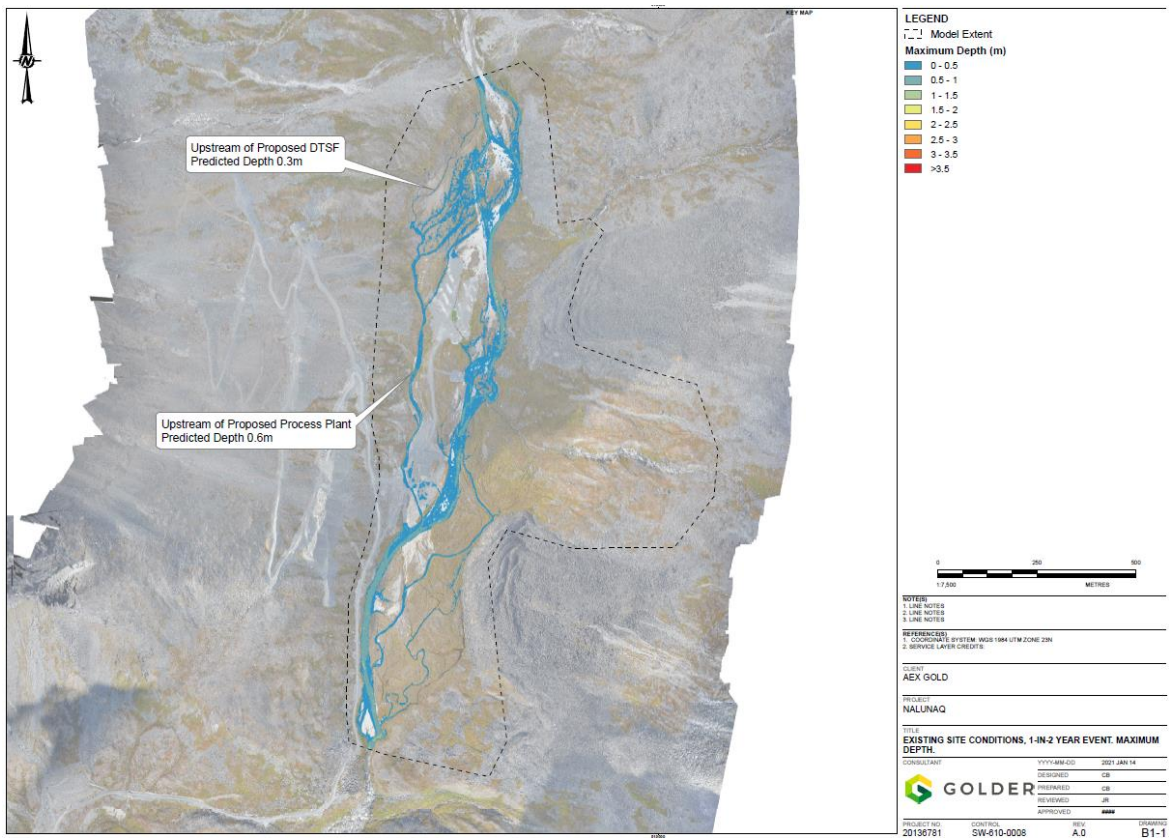 KEY MAP
N
Upstream of Proposed DTSF
Predicted Depth 0.3m
Upstream of Proposed Process Plant
Predicted Depth 0.6m
LEGEND
Model Extent
Maximum Depth (m)
0 - 0.5
0.5 - 1
1 - 1.5
1.5 - 2
2 - 2.5
2.5 - 3
3 - 3.5
>3.5
0 250 500
1:7,500 METRES
NOTE(S)
1. LINE NOTES
2. LINE NOTES
3. LINE NOTES
REFERENCE(S)
1. COORDINATE SYSTEM: WGS 1984 UTM ZONE 23N
2. SERVICE LAYER CREDITS:
CLIENT
AEX GOLD
PROJECT
NALUNAQ
TITLE
EXISTING SITE CONDITIONS, 1-IN-2 YEAR EVENT. MAXIMUM
DEPTH.
CONSULTANT
GOLDER
YYYY-MM-DD 2021 JAN 14
DESIGNED CB
PREPARED CB
REVIEWED JR
APPROVED ####
PROJECT NO. CONTROL REV. DRAWING
20136781 SW-610-0008 A.0 B1-1